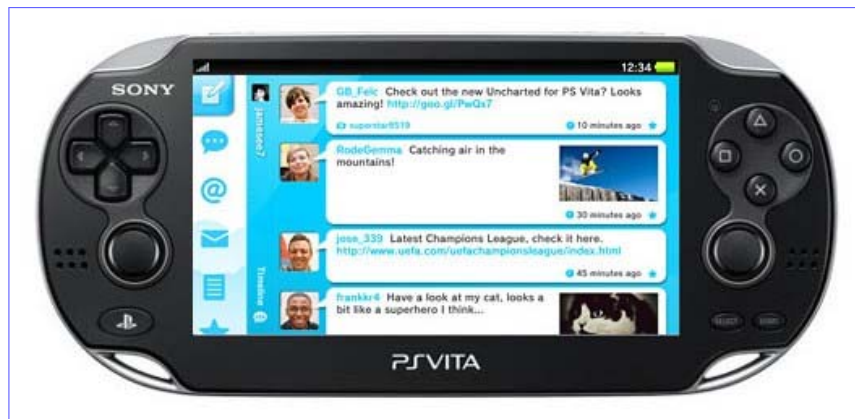 12:34
SONY
GB_Felc Check out the new Uncharted for PS Vita? Looks
amazing! http://goo.gl/PwQx7
superstar8519
10 minutes ago
jamesee7
RodeGemma Catching air in the
mountains!
30 minutes ago
jose_339 Latest Champions League, check it here.
http://www.uefa.com/uefachampionsleague/index.html
45 minutes ago
Timeline
frankkr4 Have a look at my cat, looks a
bit like a superhero I think...
SELECT
START
PSVITA